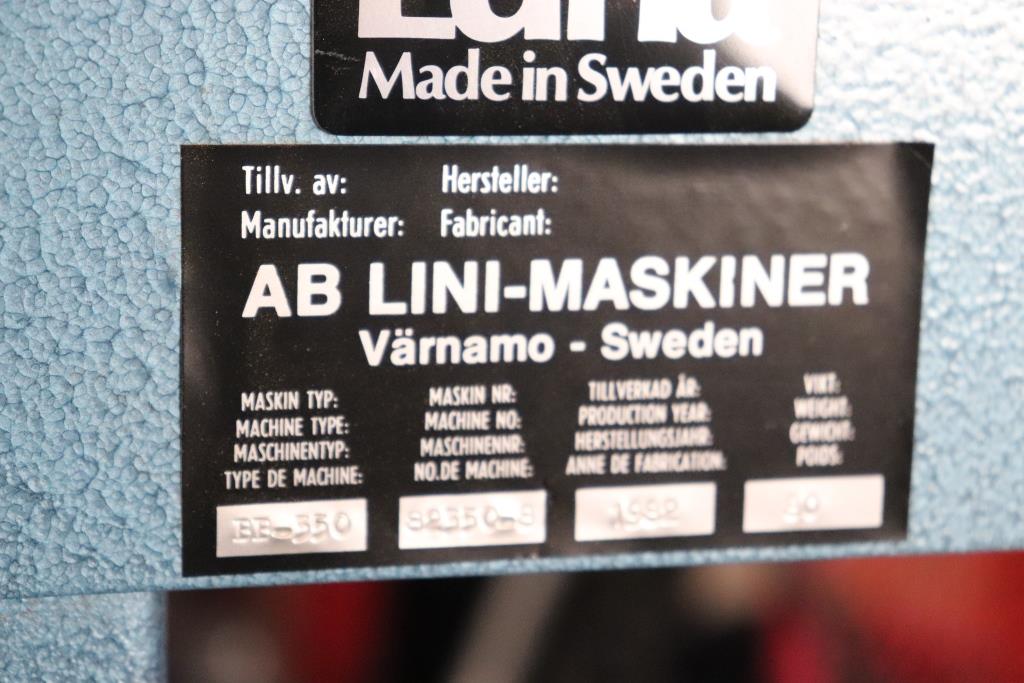 Luna
Made in Sweden
Tillv. av: Hersteller:
Manufakturer: Fabricant:
AB LINI-MASKINER
Värnamo - Sweden
MASKIN TYP: MASKIN NR: TILLVERKAD ÅR: VIKT:
MACHINE TYPE: MACHINE NO: PRODUCTION YEAR: WEIGHT:
MASCHINENTYP: MASCHINENNR: HERSTELLUNGSJAHR: GEWICHT:
TYPE DE MACHINE: NO.DE MACHINE: ANNE DE FABRICATION: POIDS:
1982